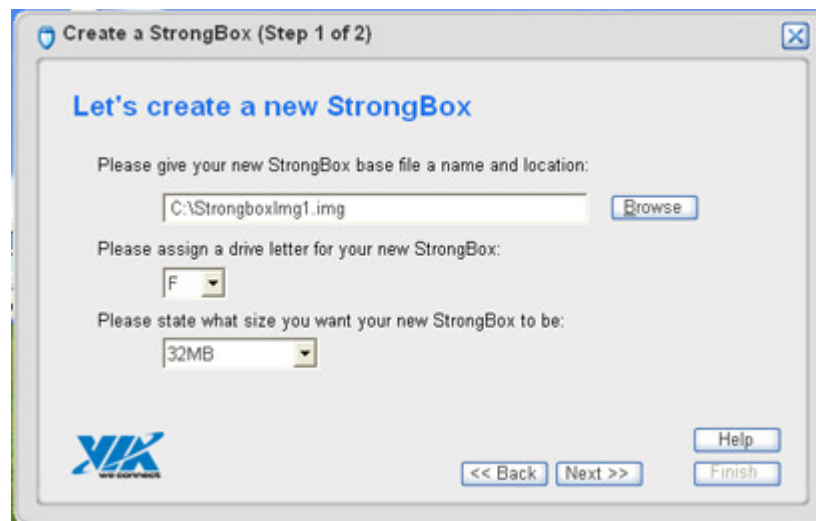 Create a StrongBox (Step 1 of 2)
Let's create a new StrongBox
Please give your new StrongBox base file a name and location:
C:\StrongboxImg1.img
Browse
Please assign a drive letter for your new StrongBox:
F
Please state what size you want your new StrongBox to be:
32MB
VIA
we connect
Help
<< Back
Next >>
Finish